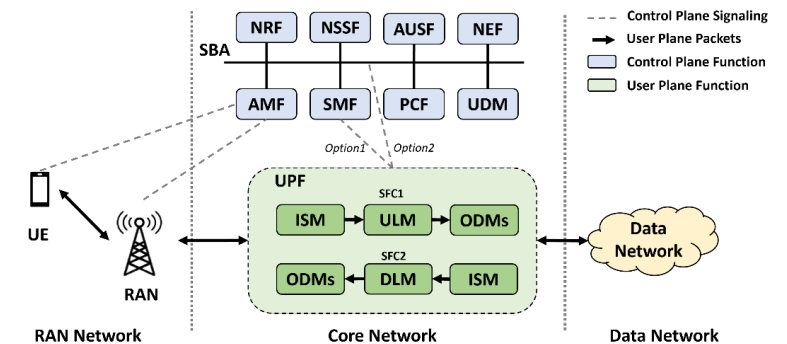 NRF NSSF AUSF NEF
SBA
AMF SMF PCF UDM
Control Plane Signaling
User Plane Packets
Control Plane Function
User Plane Function
Option1 Option2
UE
RAN
UPF
SFC1
ISM ULM ODMs
SFC2
ODMs DLM ISM
Data
Network
RAN Network Core Network Data Network